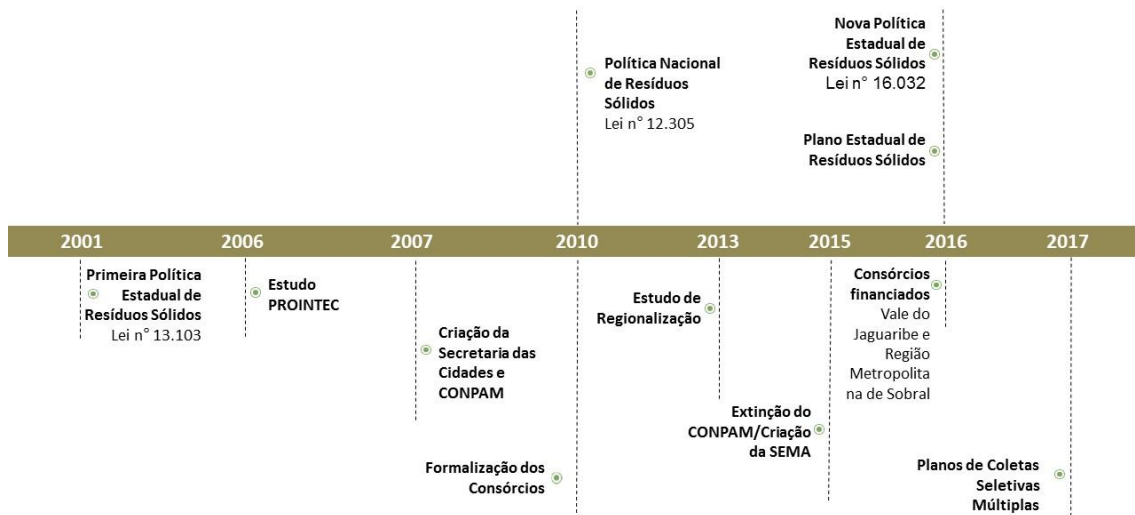 Política Nacional
de Resíduos
Sólidos
Lei n° 12.305
Nova Política
Estadual de
Resíduos Sólidos
Lei n° 16.032
Plano Estadual de
Resíduos Sólidos
2001
2006
2007
2010
2013
2015
2016
2017
Primeira Política
Estadual de
Resíduos Sólidos
Lei n° 13.103
Estudo
PROINTEC
Criação da
Secretaria das
Cidades e
CONPAM
Formalização dos
Consórcios
Estudo de
Regionalização
Extinção do
CONPAM/Criação
da SEMA
Consórcios
financiados
Vale do
Jaguaribe e
Região
Metropolita
na de Sobral
Planos de Coletas
Seletivas
Múltiplas